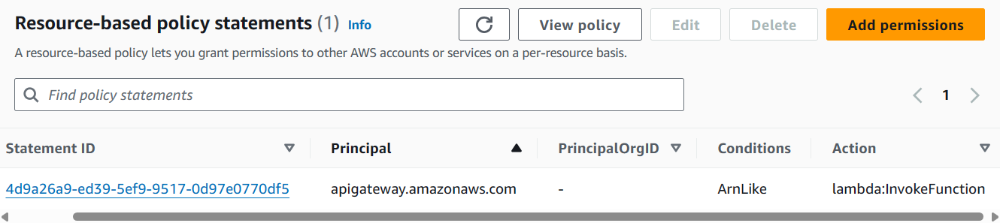 Resource-based policy statements (1) Info
View policy
Edit
Delete
Add permissions
A resource-based policy lets you grant permissions to other AWS accounts or services on a per-resource basis.
Find policy statements
1
Statement ID Principal PrincipalOrgID Conditions Action
4d9a26a9-ed39-5ef9-9517-0d97e0770df5 apigateway.amazonaws.com - ArnLike lambda:InvokeFunction